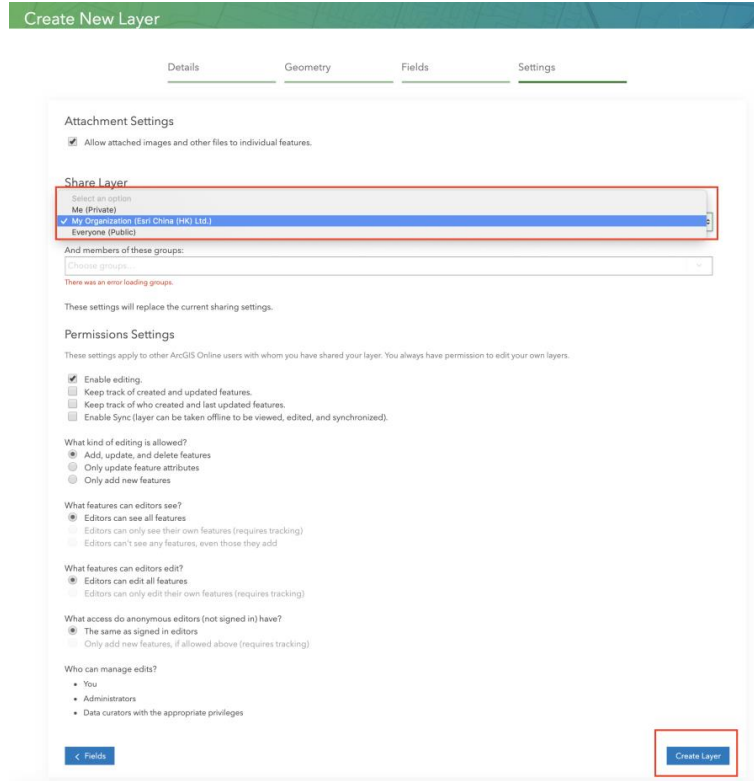 Create New Layer
Details Geometry Fields Settings
Attachment Settings
Allow attached images and other files to individual features.
Share Layer
Select an option
Me (Private)
✓ My Organization (Esri China (HK) Ltd.)
Everyone (Public)
And members of these groups:
Choose groups...
There was an error loading groups.
These settings will replace the current sharing settings.
Permissions Settings
These settings apply to other ArcGIS Online users with whom you have shared your layer. You always have permission to edit your own layers.
Enable editing.
Keep track of created and updated features.
Keep track of who created and last updated features.
Enable Sync (layer can be taken offline to be viewed, edited, and synchronized).
What kind of editing is allowed?
Add, update, and delete features
Only update feature attributes
Only add new features
What features can editors see?
Editors can see all features
Editors can only see their own features (requires tracking)
Editors can't see any features, even those they add
What features can editors edit?
Editors can edit all features
Editors can only edit their own features (requires tracking)
What access do anonymous editors (not signed in) have?
The same as signed in editors
Only add new features, if allowed above (requires tracking)
Who can manage edits?
• You
• Administrators
• Data curators with the appropriate privileges
< Fields Create Layer